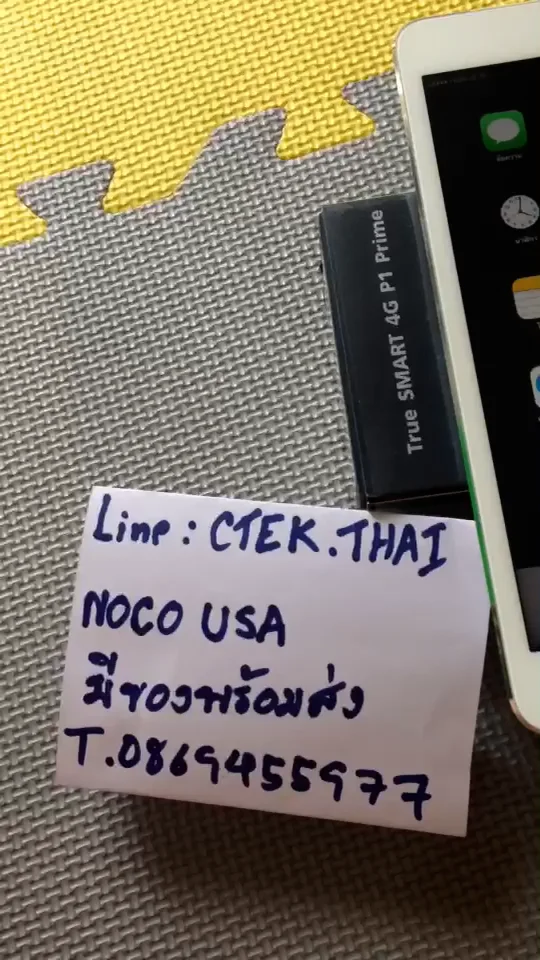 True SMART 4G P1 Prime
Line : CTEK.THAI
NOCO USA
มีของพร้อมส่ง
T.0869455977